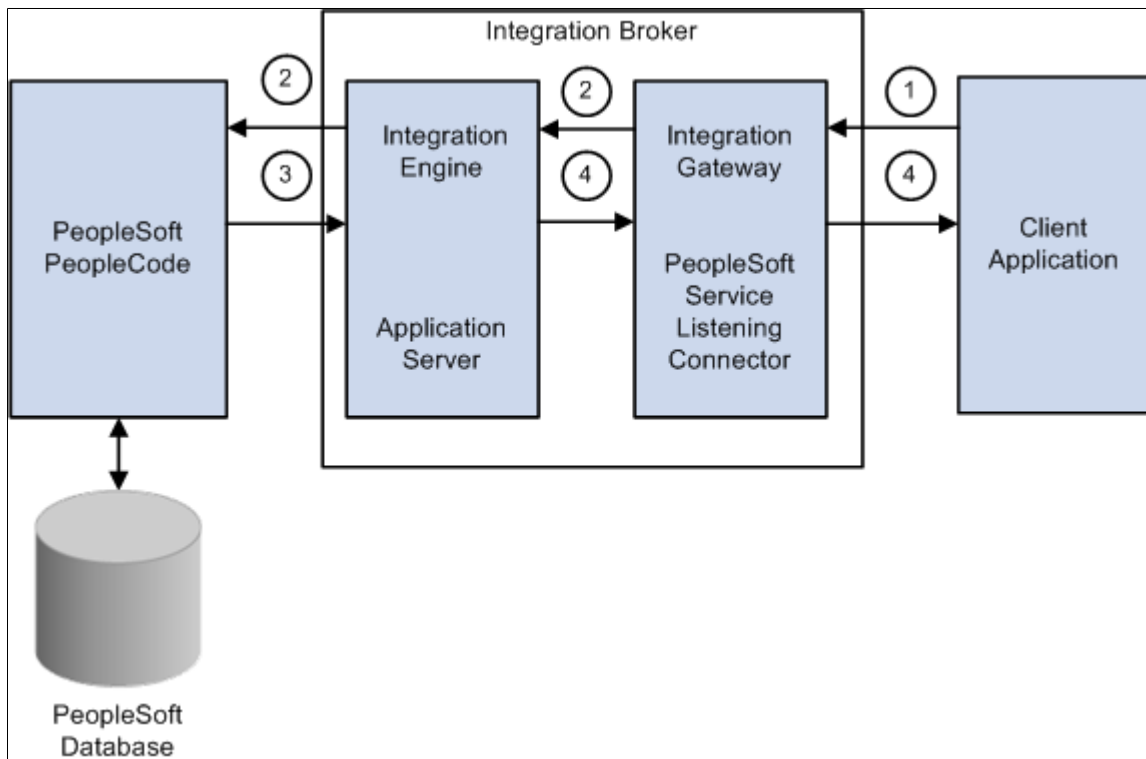 Integration Broker
2
2
1
Integration
Engine
Integration
Gateway
3
4
4
PeopleSoft
PeopleCode
Client
Application
Application
Server
PeopleSoft
Service
Listening
Connector
PeopleSoft
Database